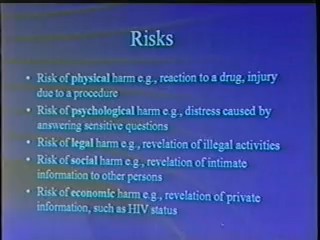 Risks
• Risk of physical harm e.g., reaction to a drug, injury
due to a procedure
• Risk of psychological harm e.g., distress caused by
answering sensitive questions
• Risk of legal harm e.g., revelation of illegal activities
• Risk of social harm e.g., revelation of intimate
information to other persons
• Risk of economic harm e.g., revelation of private
information, such as HIV status